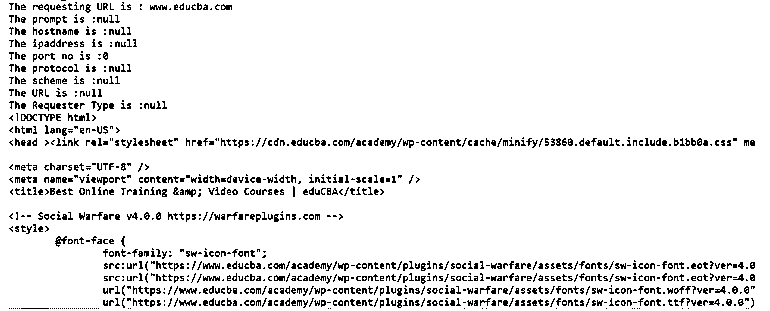 The requesting URL is : www.educba.com
The prompt is :null
The hostname is :null
The ipaddress is :null
The port no is :0
The protocol is :null
The scheme is :null
The URL is :null
The Requester Type is :null
<!DOCTYPE html>
<html lang="en-US">
<head ><link rel="stylesheet" href="https://cdn.educba.com/academy/wp-content/cache/minify/53860.default.include.b1bb0a.css" me
<meta charset="UTF-8" />
<meta name="viewport" content="width=device-width, initial-scale=1" />
<title>Best Online Training &amp; Video Courses | eduCBA</title>
<!-- Social Warfare v4.0.0 https://warfareplugins.com -->
<style>
@font-face {
font-family: "sw-icon-font";
src:url("https://www.educba.com/academy/wp-content/plugins/social-warfare/assets/fonts/sw-icon-font.eot?ver=4.0
src:url("https://www.educba.com/academy/wp-content/plugins/social-warfare/assets/fonts/sw-icon-font.eot?ver=4.0
url("https://www.educba.com/academy/wp-content/plugins/social-warfare/assets/fonts/sw-icon-font.woff?ver=4.0.0"
url("https://www.educba.com/academy/wp-content/plugins/social-warfare/assets/fonts/sw-icon-font.ttf?ver=4.0.0")